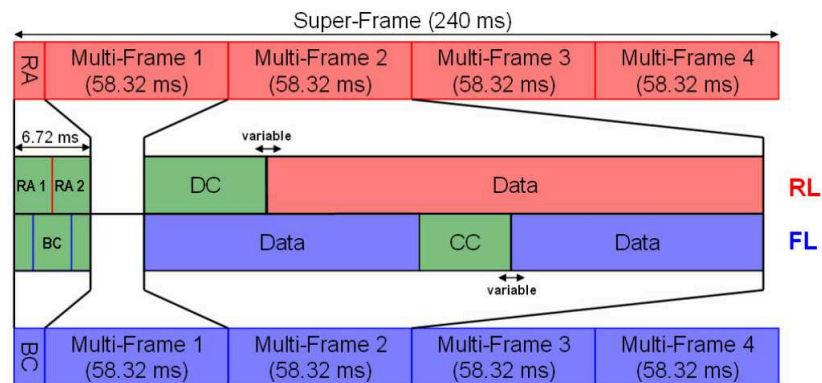 Super-Frame (240 ms)
RA
Multi-Frame 1
(58.32 ms)
Multi-Frame 2
(58.32 ms)
Multi-Frame 3
(58.32 ms)
Multi-Frame 4
(58.32 ms)
6.72 ms
variable
RA 1
RA 2
DC
Data
RL
BC
Data
CC
Data
FL
variable
BC
Multi-Frame 1
(58.32 ms)
Multi-Frame 2
(58.32 ms)
Multi-Frame 3
(58.32 ms)
Multi-Frame 4
(58.32 ms)